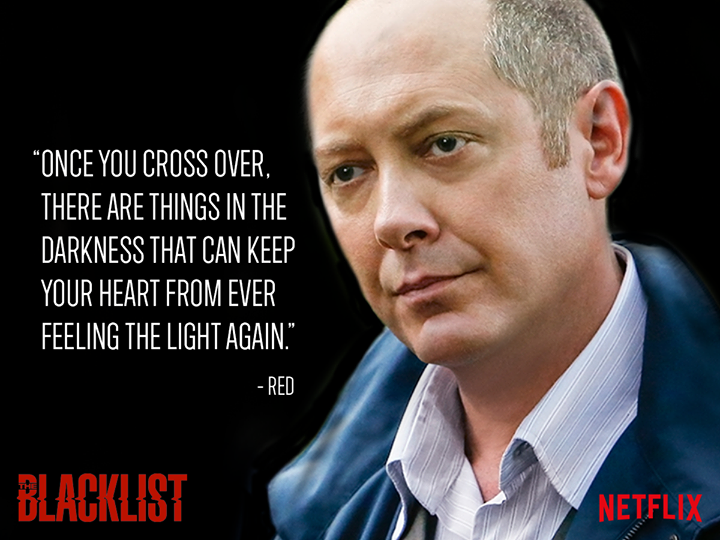 “ONCE YOU CROSS OVER,
THERE ARE THINGS IN THE
DARKNESS THAT CAN KEEP
YOUR HEART FROM EVER
FEELING THE LIGHT AGAIN.”
- RED
THE
BLACKLIST
NETFLIX